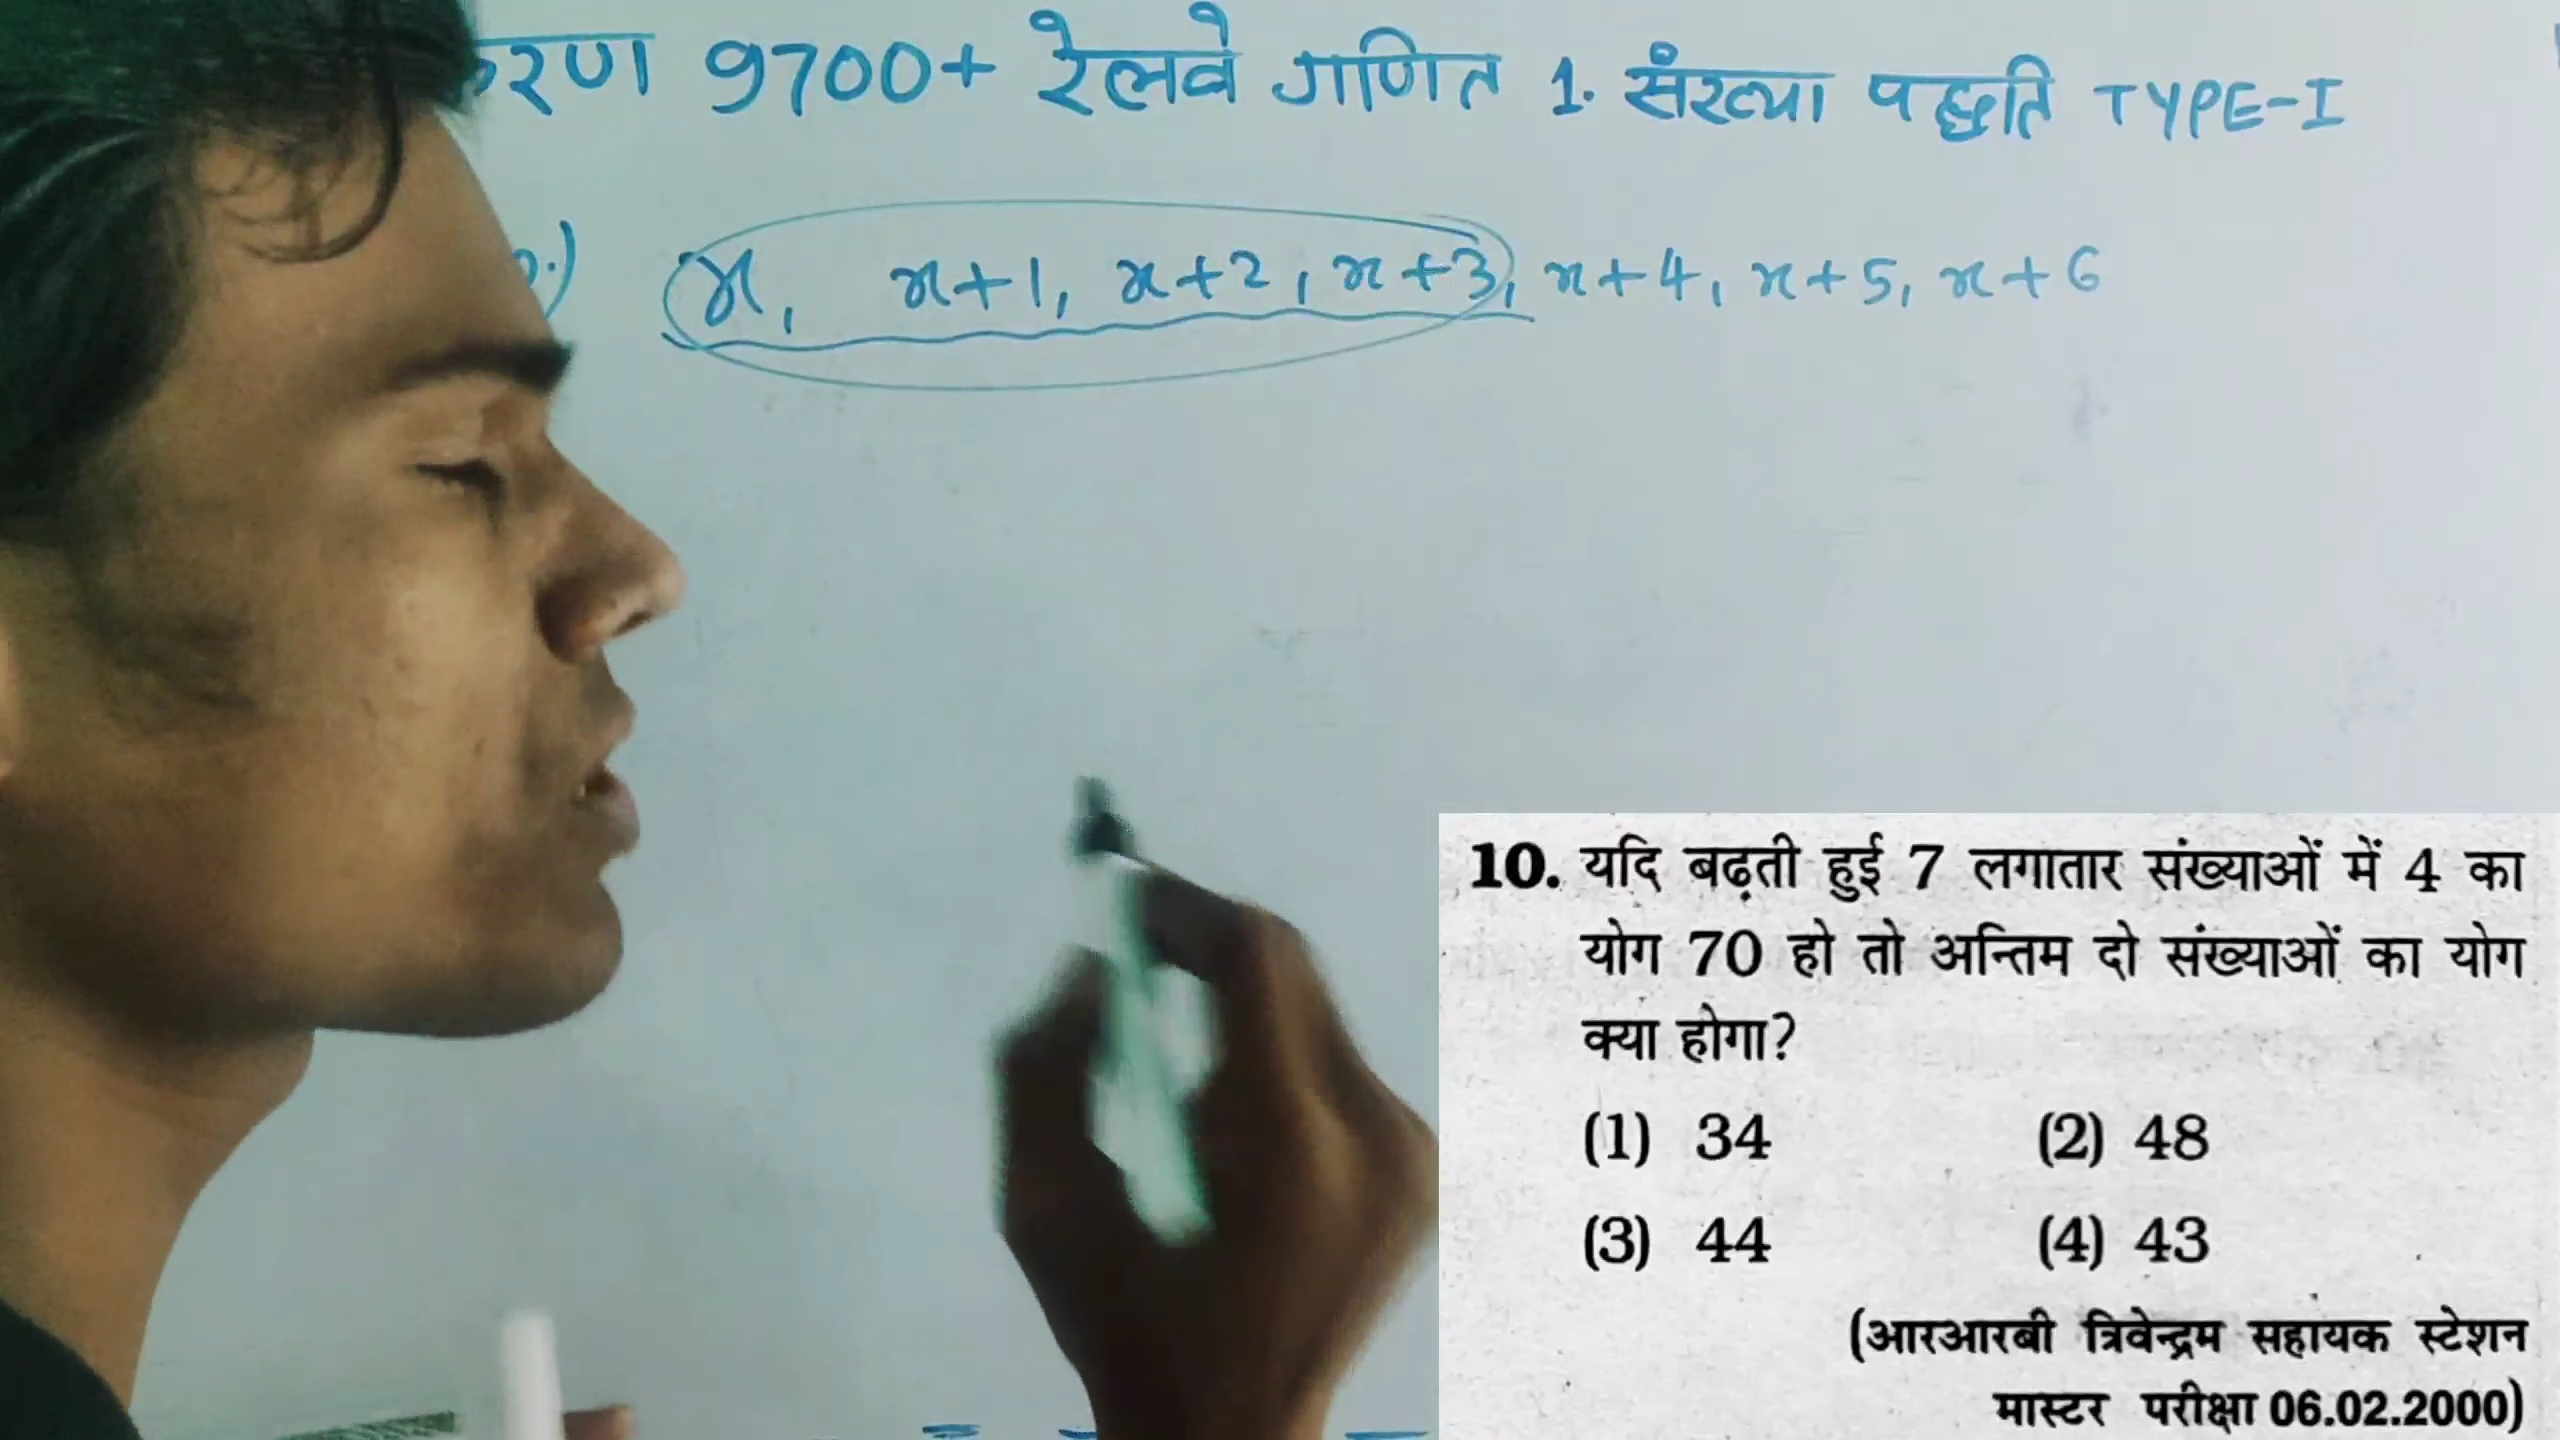 9700+ रेलवे गणित 1. संख्या पद्धति TYPE-I
x, x+1, x+2, x+3, x+4, x+5, x+6
10. यदि बढ़ती हुई 7 लगातार संख्याओं में 4 का
योग 70 हो तो अन्तिम दो संख्याओं का योग
क्या होगा?
(1) 34 (2) 48
(3) 44 (4) 43
(आरआरबी त्रिवेन्द्रम सहायक स्टेशन
मास्टर परीक्षा 06.02.2000)